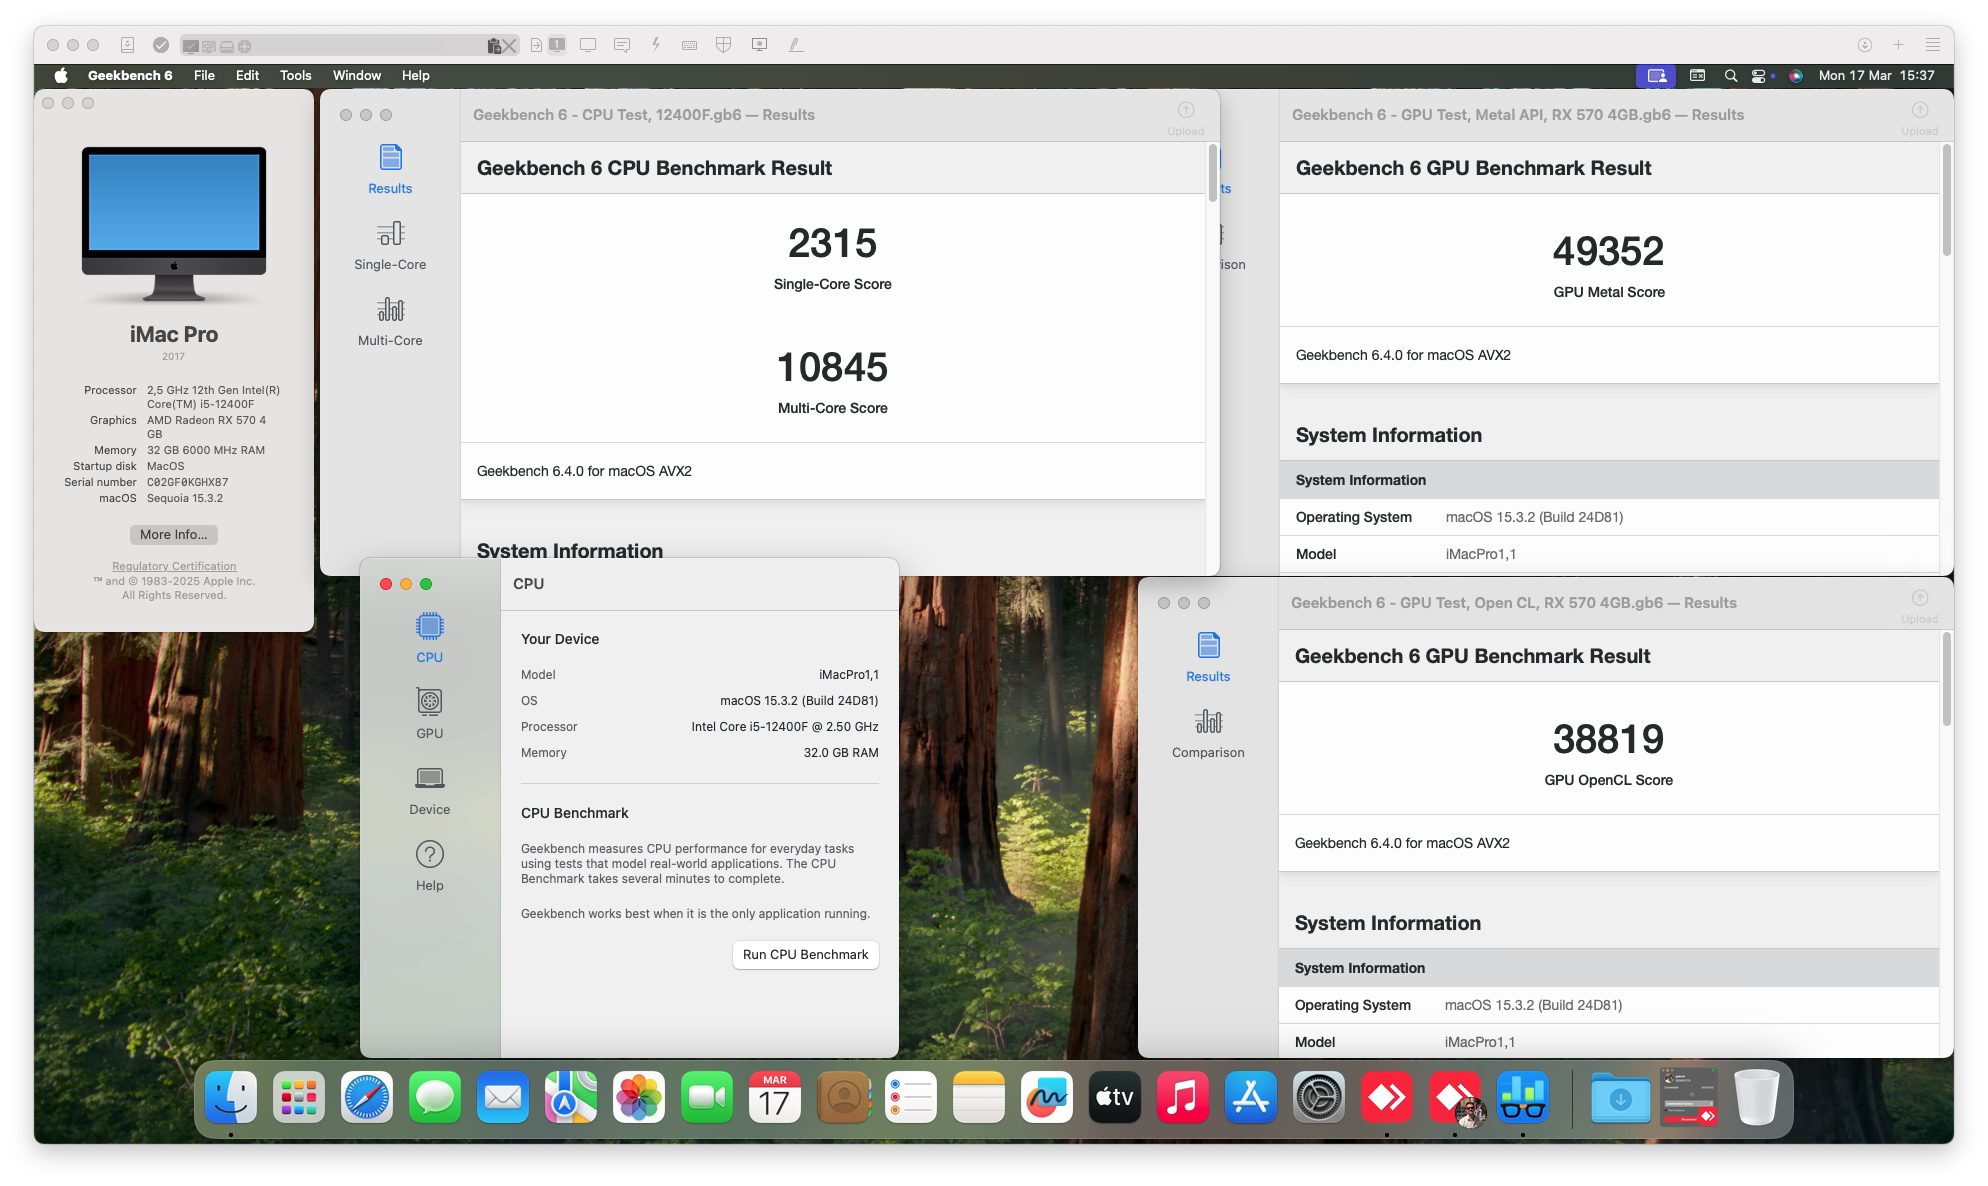 1
Geekbench 6 File Edit Tools Window Help
Mon 17 Mar 15:37
iMac Pro
2017
Processor 2,5 GHz 12th Gen Intel(R)
Core(TM) i5-12400F
Graphics AMD Radeon RX 570 4
GB
Memory 32 GB 6000 MHz RAM
Startup disk MacOS
Serial number C02GF0KGHX87
macOS Sequoia 15.3.2
More Info...
Regulatory Certification
™ and © 1983-2025 Apple Inc.
All Rights Reserved.
Geekbench 6 - CPU Test, 12400F.gb6 — Results
Upload
Results
Single-Core
Multi-Core
Geekbench 6 CPU Benchmark Result
2315
Single-Core Score
10845
Multi-Core Score
Geekbench 6.4.0 for macOS AVX2
System Information
ts
ison
Geekbench 6 - GPU Test, Metal API, RX 570 4GB.gb6 — Results
Upload
Geekbench 6 GPU Benchmark Result
49352
GPU Metal Score
Geekbench 6.4.0 for macOS AVX2
System Information
System Information
Operating System macOS 15.3.2 (Build 24D81)
Model iMacPro1,1
CPU
CPU
GPU
Device
Help
Your Device
Model iMacPro1,1
OS macOS 15.3.2 (Build 24D81)
Processor Intel Core i5-12400F @ 2.50 GHz
Memory 32.0 GB RAM
CPU Benchmark
Geekbench measures CPU performance for everyday tasks
using tests that model real-world applications. The CPU
Benchmark takes several minutes to complete.
Geekbench works best when it is the only application running.
Run CPU Benchmark
Geekbench 6 - GPU Test, Open CL, RX 570 4GB.gb6 — Results
Upload
Results
Comparison
Geekbench 6 GPU Benchmark Result
38819
GPU OpenCL Score
Geekbench 6.4.0 for macOS AVX2
System Information
System Information
Operating System macOS 15.3.2 (Build 24D81)
Model iMacPro1,1
MAR
17
tv